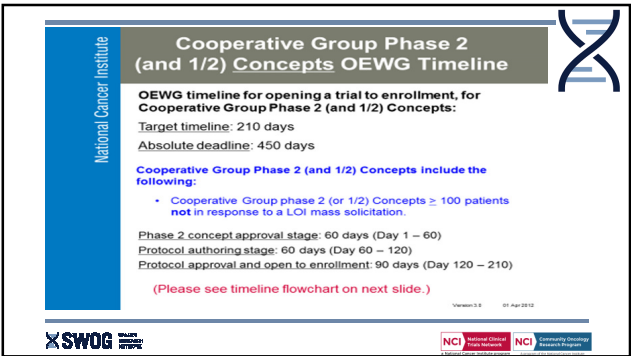 National Cancer Institute
Cooperative Group Phase 2
(and 1/2) Concepts OEWG Timeline
OEWG timeline for opening a trial to enrollment, for
Cooperative Group Phase 2 (and 1/2) Concepts:
Target timeline: 210 days
Absolute deadline: 450 days
Cooperative Group Phase 2 (and 1/2) Concepts include the
following:
• Cooperative Group phase 2 (or 1/2) Concepts ≥ 100 patients
not in response to a LOI mass solicitation.
Phase 2 concept approval stage: 60 days (Day 1 – 60)
Protocol authoring stage: 60 days (Day 60 – 120)
Protocol approval and open to enrollment: 90 days (Day 120 – 210)
(Please see timeline flowchart on next slide.)
Version 3.0 01 Apr 2012
SWOG
NCI National Clinical
Trials Network
a National Cancer Institute program
NCI Community Oncology
Research Program